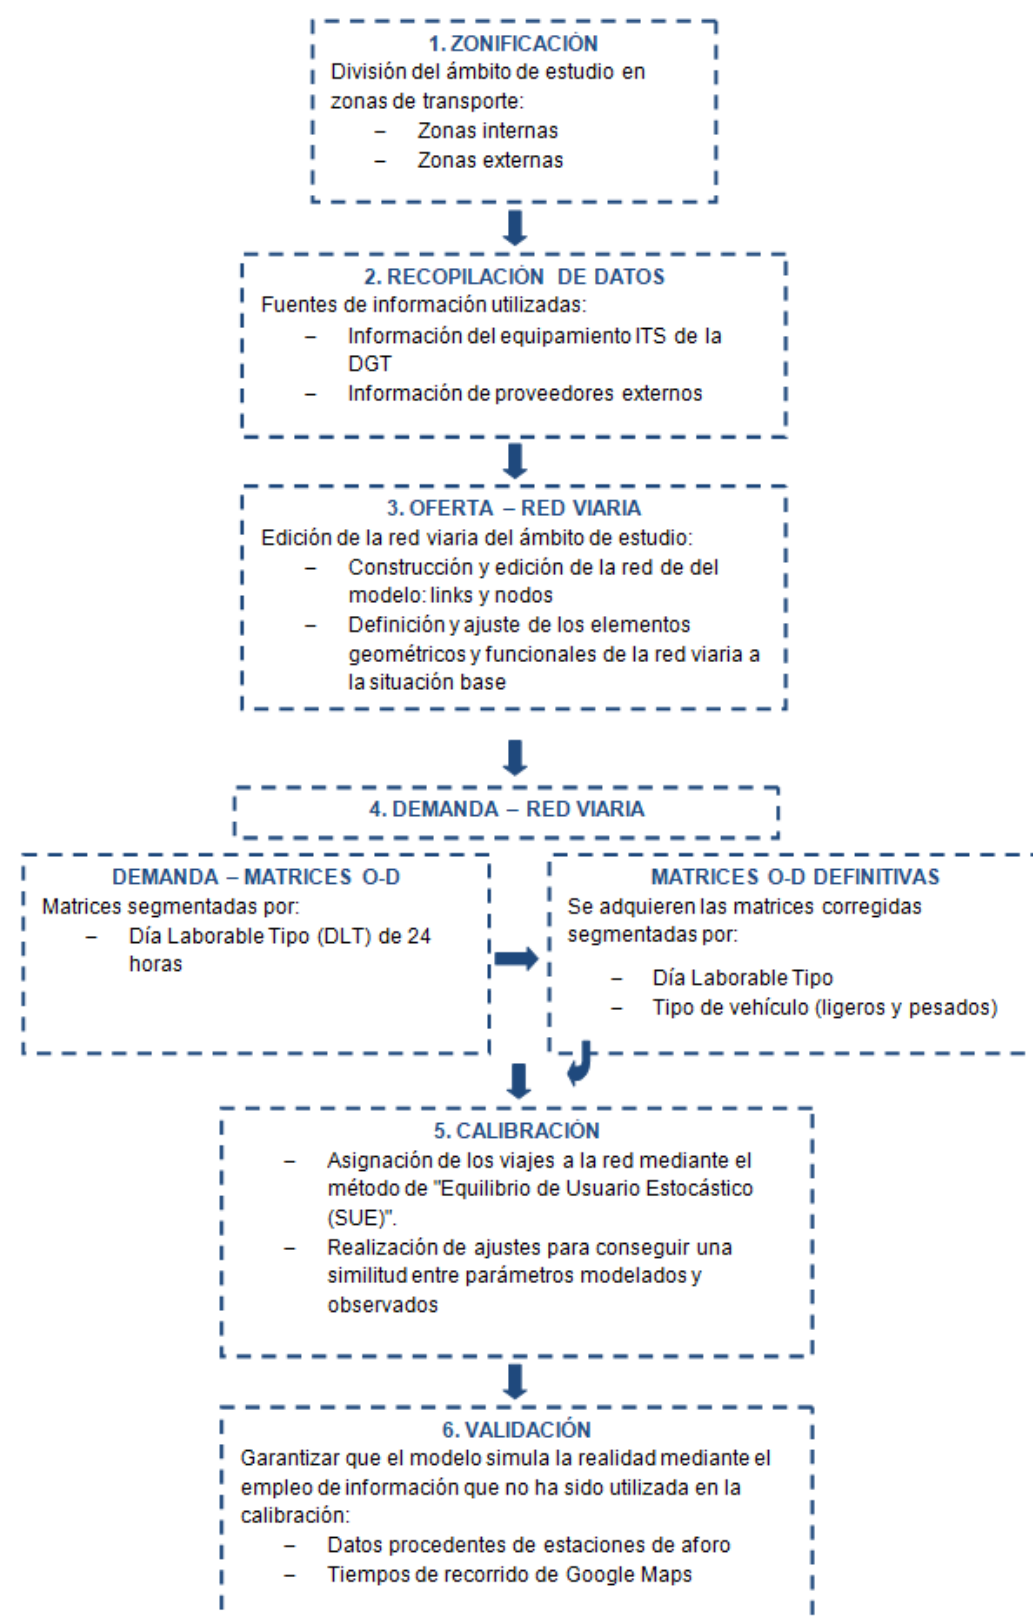 1. ZONIFICACIÓN
División del ámbito de estudio en
zonas de transporte:
– Zonas internas
– Zonas externas
2. RECOPILACIÓN DE DATOS
Fuentes de información utilizadas:
– Información del equipamiento ITS de la
DGT
– Información de proveedores externos
3. OFERTA – RED VIARIA
Edición de la red viaria del ámbito de estudio:
– Construcción y edición de la red de del
modelo: links y nodos
– Definición y ajuste de los elementos
geométricos y funcionales de la red viaria a
la situación base
4. DEMANDA – RED VIARIA
DEMANDA – MATRICES O-D
Matrices segmentadas por:
– Día Laborable Tipo (DLT) de 24
horas
MATRICES O-D DEFINITIVAS
Se adquieren las matrices corregidas
segmentadas por:
– Día Laborable Tipo
– Tipo de vehículo (ligeros y pesados)
5. CALIBRACIÓN
– Asignación de los viajes a la red mediante el
método de "Equilibrio de Usuario Estocástico
(SUE)".
– Realización de ajustes para conseguir una
similitud entre parámetros modelados y
observados
6. VALIDACIÓN
Garantizar que el modelo simula la realidad mediante el
empleo de información que no ha sido utilizada en la
calibración:
– Datos procedentes de estaciones de aforo
– Tiempos de recorrido de Google Maps